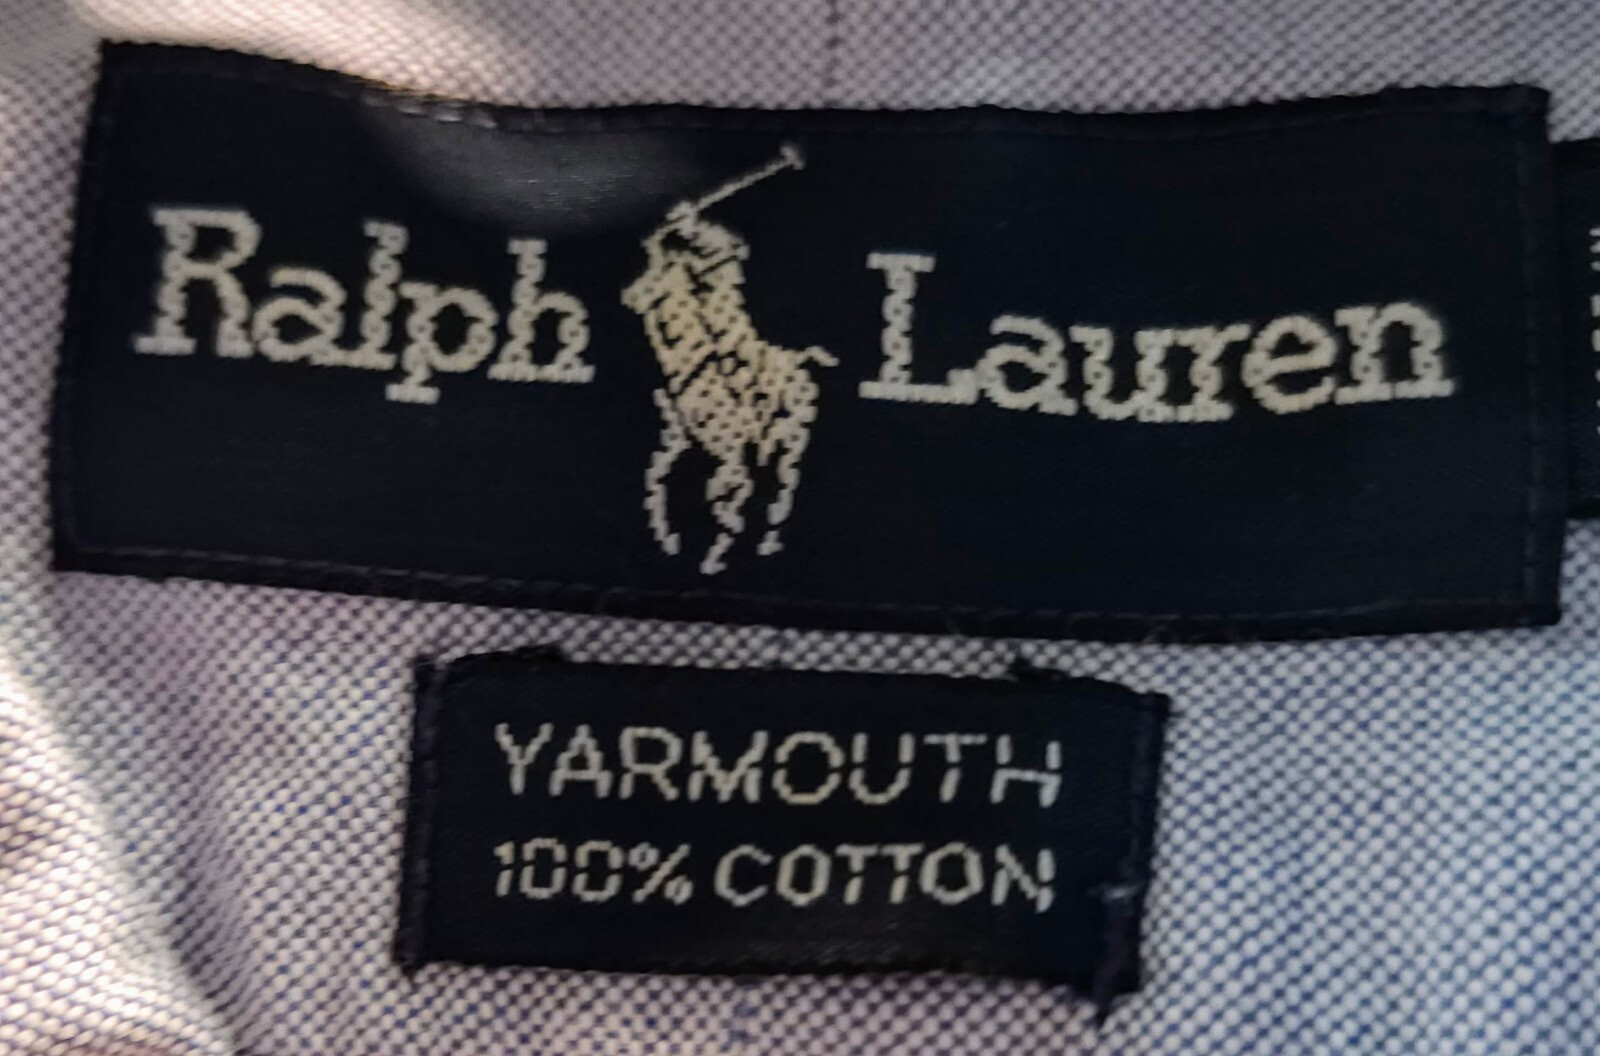 Ralph Lauren
YARMOUTH
100% COTTON